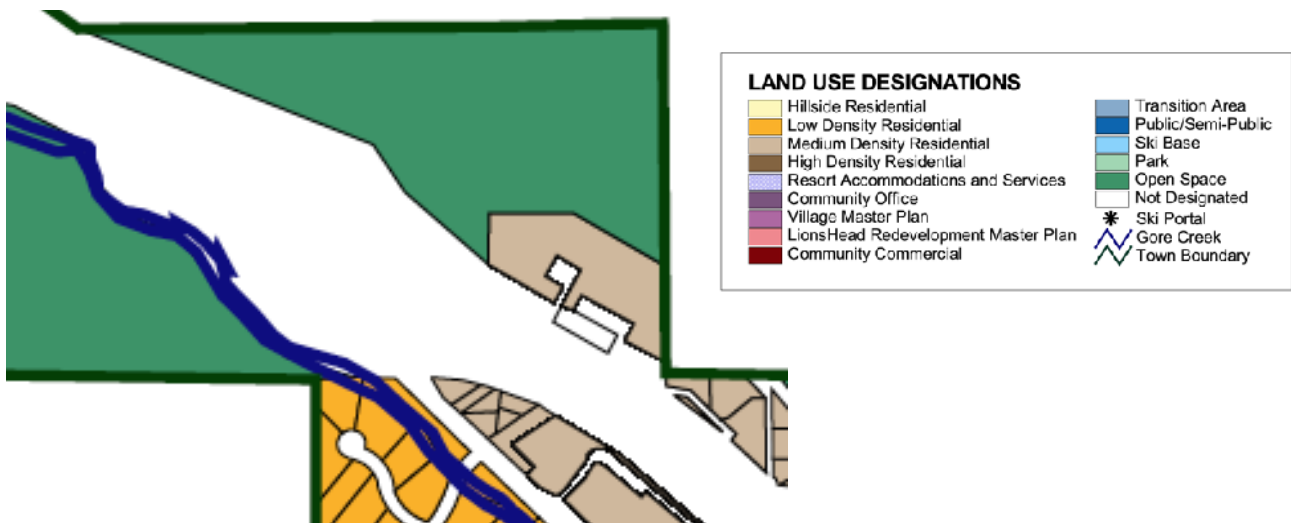 LAND USE DESIGNATIONS
Hillside Residential
Low Density Residential
Medium Density Residential
High Density Residential
Resort Accommodations and Services
Community Office
Village Master Plan
LionsHead Redevelopment Master Plan
Community Commercial
Transition Area
Public/Semi-Public
Ski Base
Park
Open Space
Not Designated
Ski Portal
Gore Creek
Town Boundary